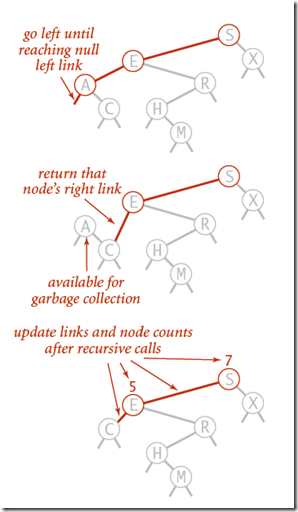 go left until
reaching null
left link
S
E
X
A
R
C
H
M
return that
node's right link
S
E
X
A
R
C
H
M
available for
garbage collection
update links and node counts
after recursive calls
7
5
S
E
X
C
R
H
M